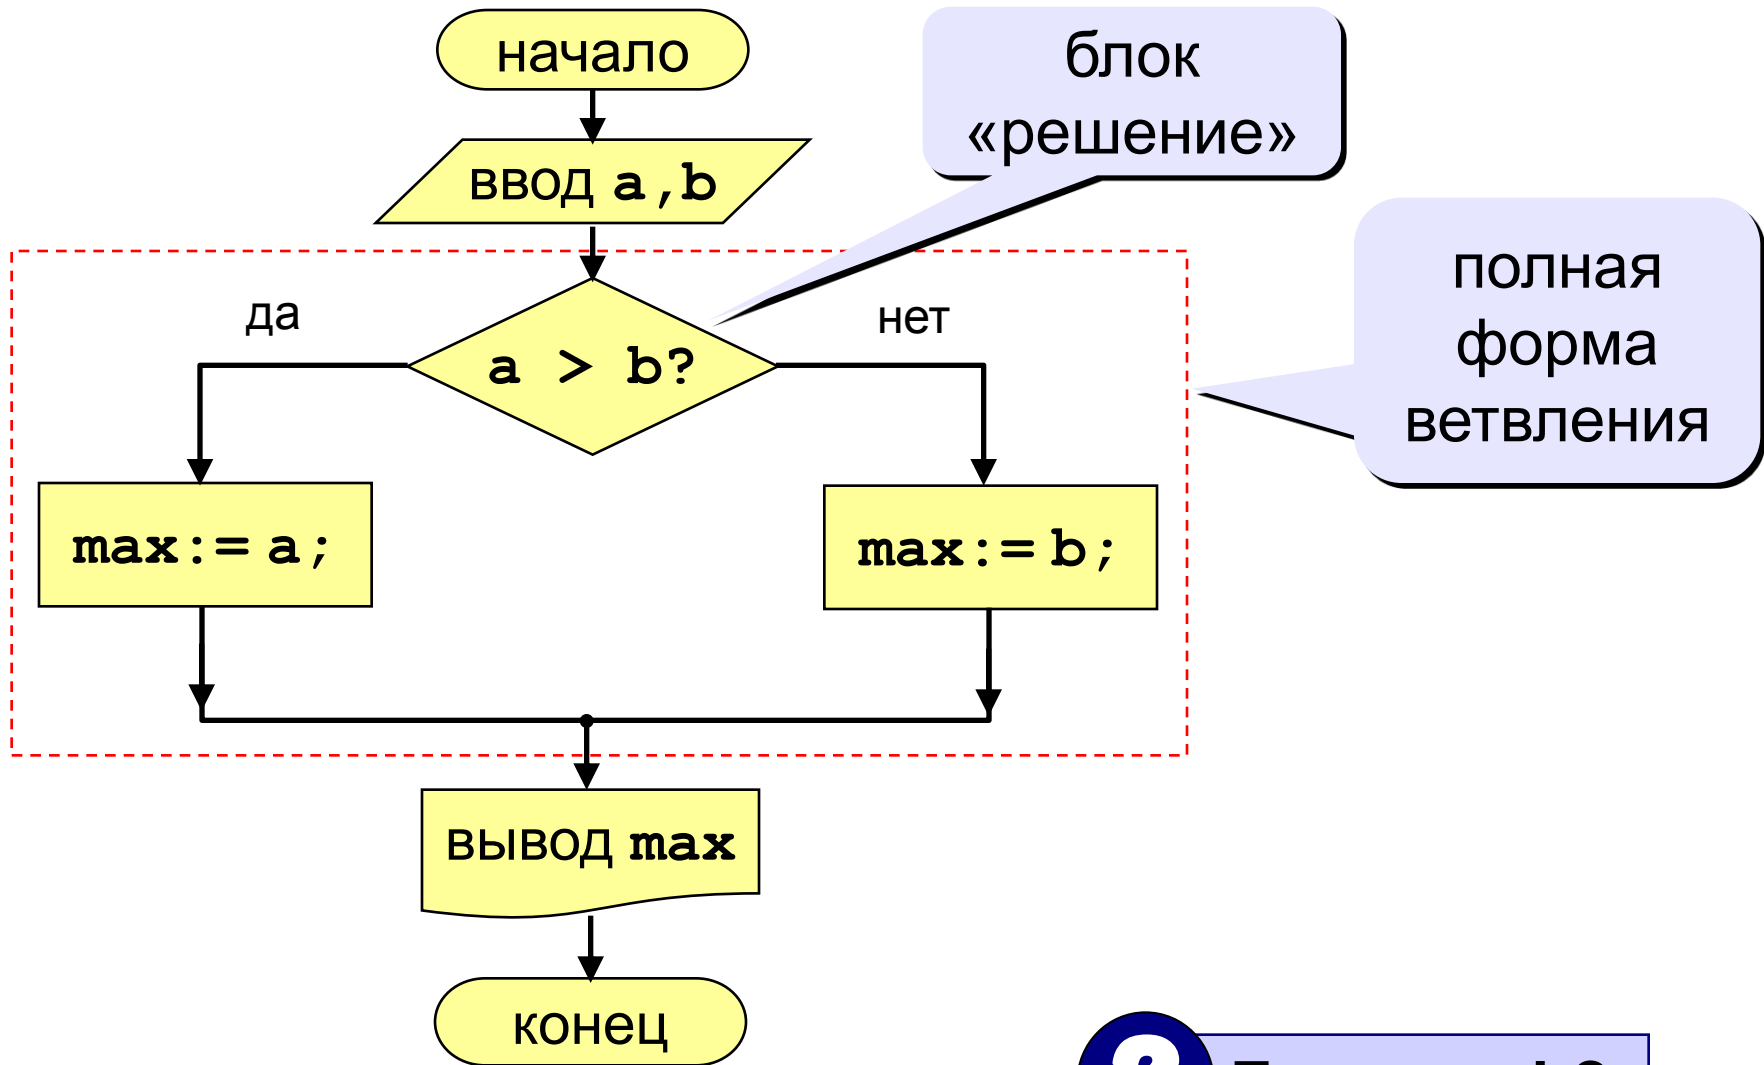 начало
блок
«решение»
ввод a,b
полная
форма
ветвления
да
нет
a > b?
max:= a;
max:= b;
вывод max
конец